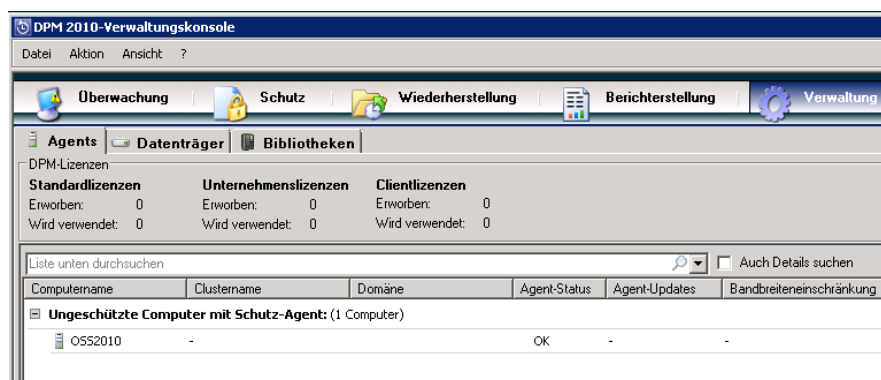 DPM 2010-Verwaltungskonsole
Datei Aktion Ansicht ?
Überwachung Schutz Wiederherstellung Berichterstellung Verwaltung
Agents Datenträger Bibliotheken
DPM-Lizenzen
Standardlizenzen Unternehmenslizenzen Clientlizenzen
Erworben: 0 Erworben: 0 Erworben: 0
Wird verwendet: 0 Wird verwendet: 0 Wird verwendet: 0
Liste unten durchsuchen Auch Details suchen
Computername Clustername Domäne Agent-Status Agent-Updates Bandbreiteneinschränkung
Ungeschützte Computer mit Schutz-Agent: (1 Computer)
OSS2010 - OK - -